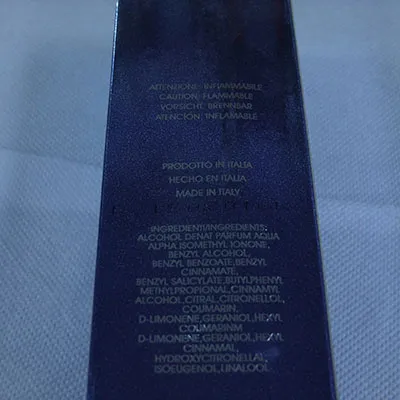 ATTENZIONE: INFIAMMABILE
CAUTION: FLAMMABLE
VORSICHT: BRENNBAR
ATENCIÓN: INFLAMABLE
PRODOTTO IN ITALIA
HECHO EN ITALIA
MADE IN ITALY
INGREDIENTI/INGREDIENTS:
ALCOHOL DENAT PARFUM AQUA
ALPHA ISOMETHYL IONONE,
BENZYL ALCOHOL,
BENZYL BENZOATE,BENZYL
CINNAMATE,
BENZYL SALICYLATE,BUTYLPHENYL
METHYLPROPIONAL,CINNAMYL
ALCOHOL,CITRAL,CITRONELLOL,
COUMARIN,
D-LIMONENE,GERANIOL,HEXYL
COUMARINM
D-LIMONENE,GERANIOL,HEXYL
CINNAMAL,
HYDROXYCITRONELLAL,
ISOEUGENOL,LINALOOL